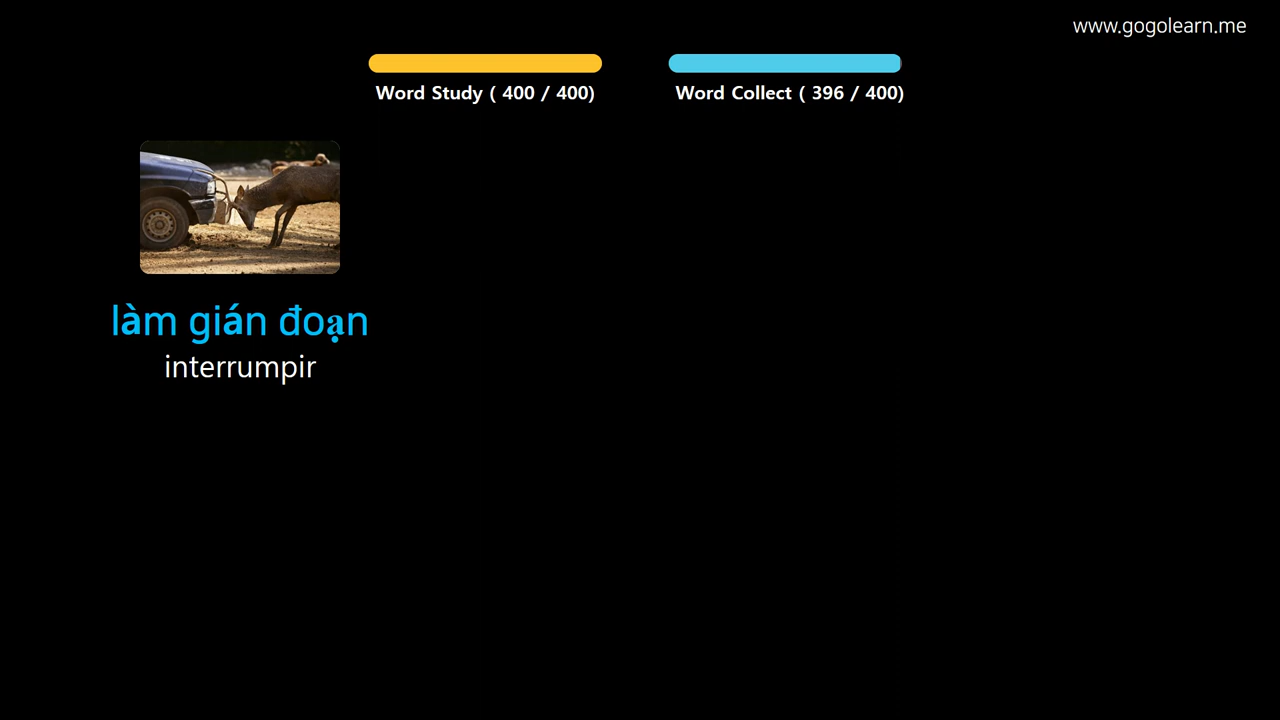 www.gogolearn.me
Word Study ( 400 / 400)
Word Collect ( 396 / 400)
làm gián đoạn
interrumpir